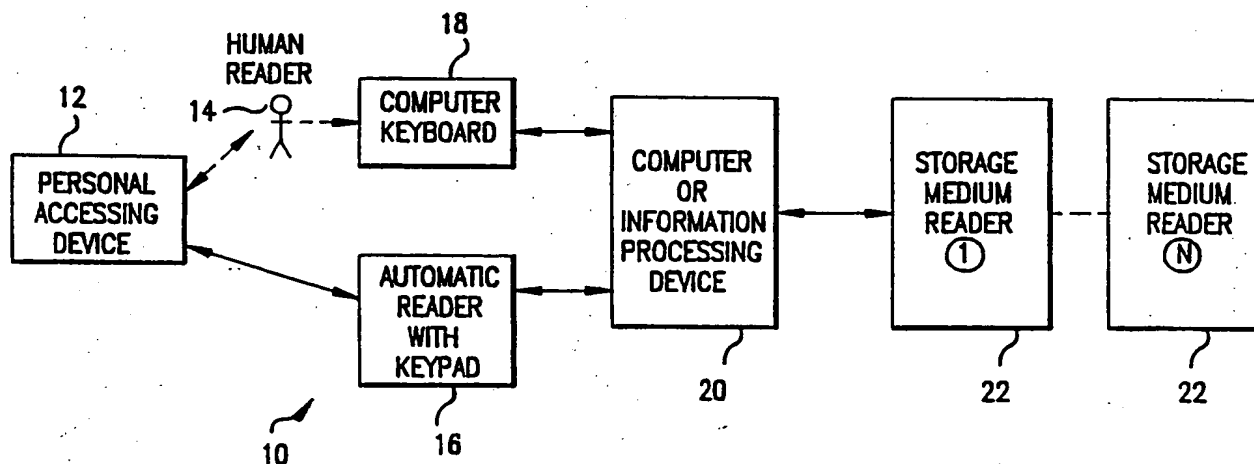 18
HUMAN
READER
14
12
COMPUTER
KEYBOARD
PERSONAL
ACCESSING
DEVICE
AUTOMATIC
READER
WITH
KEYPAD
16
10
COMPUTER
OR
INFORMATION
PROCESSING
DEVICE
20
STORAGE
MEDIUM
READER
1
22
STORAGE
MEDIUM
READER
N
22